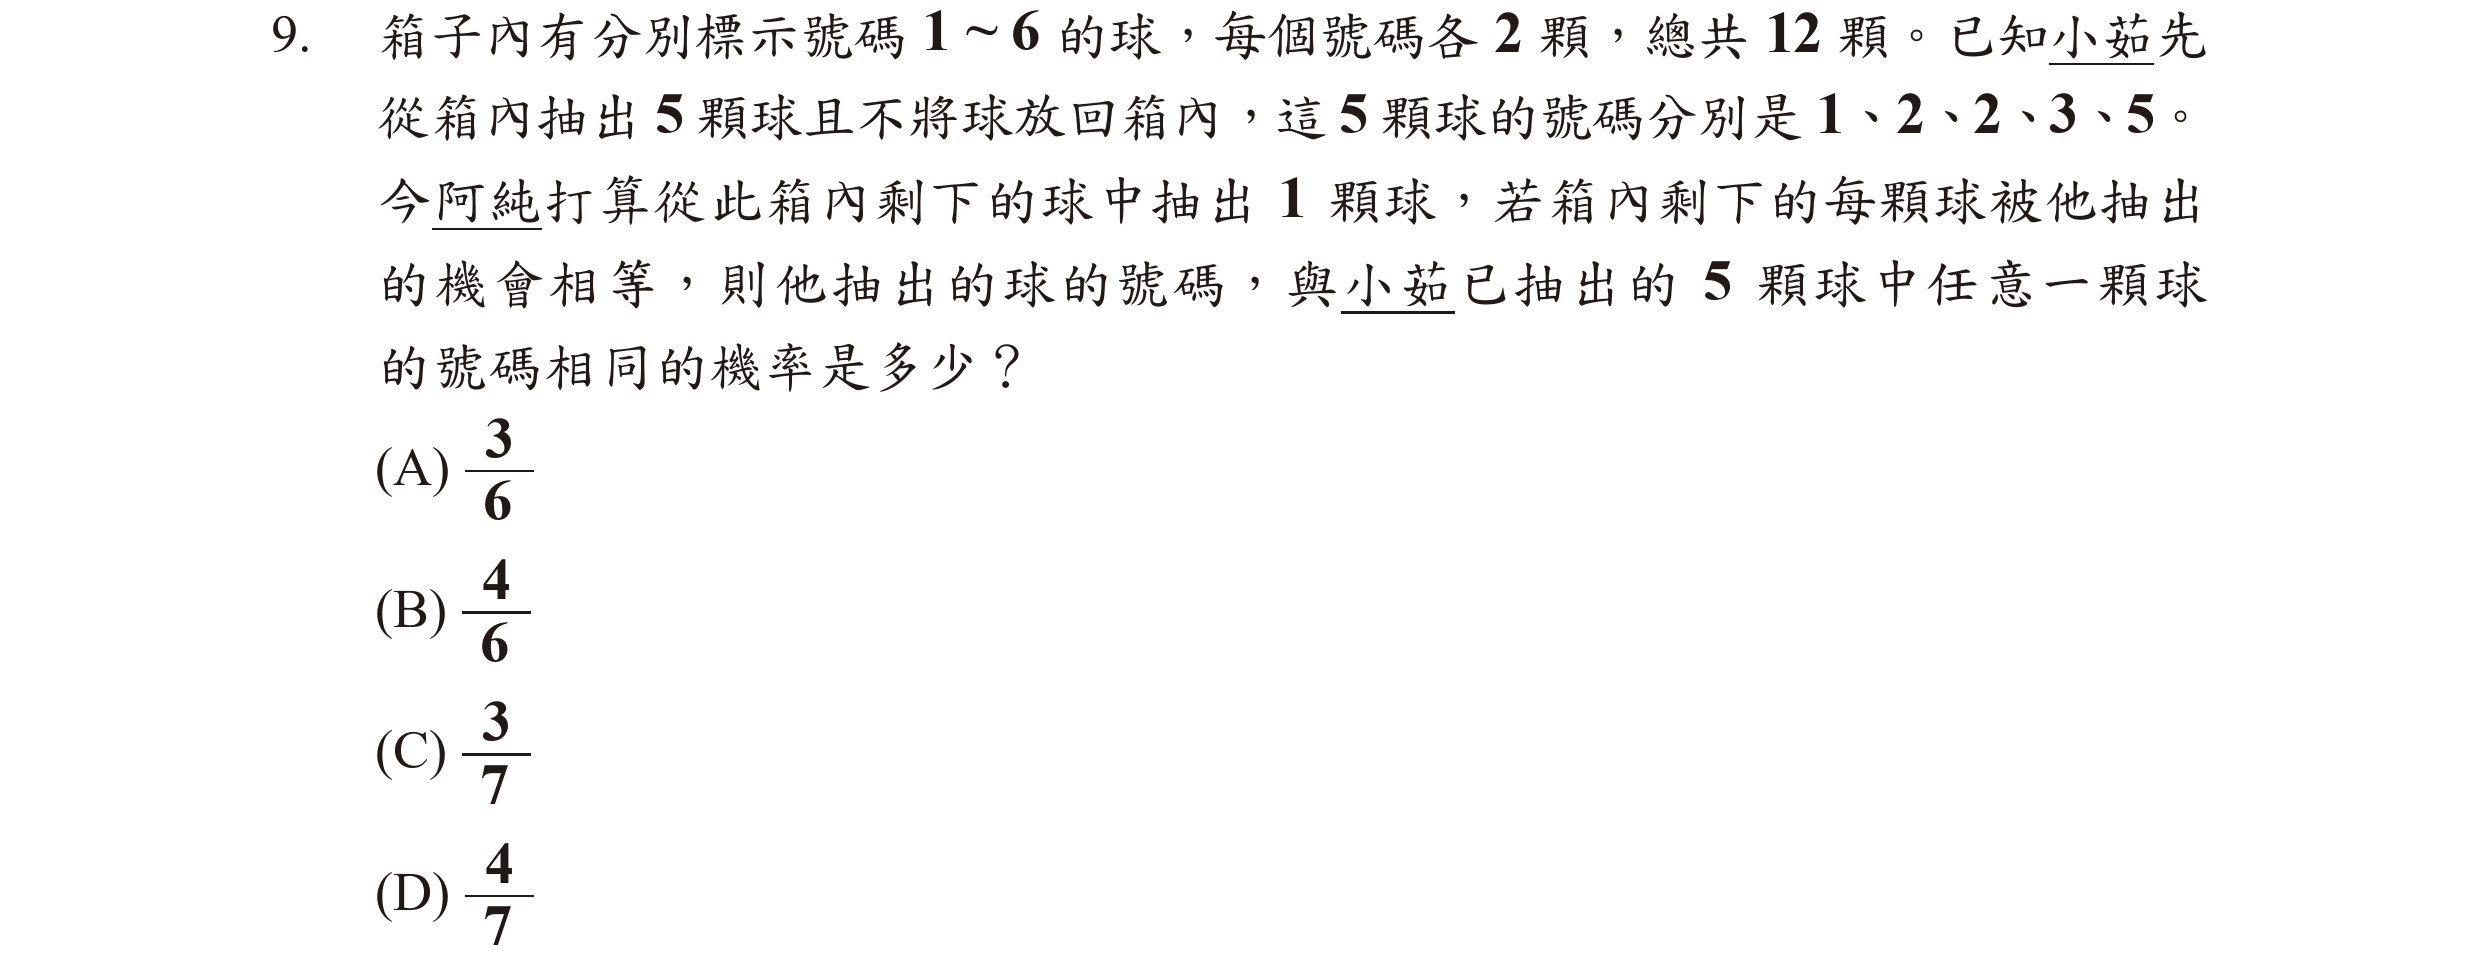 9. 箱子內有分別標示號碼 1 ~ 6 的球，每個號碼各 2 顆，總共 12 顆。已知小茹先
從箱內抽出 5 顆球且不將球放回箱內，這 5 顆球的號碼分別是 1、2、2、3、5。
今阿純打算從此箱內剩下的球中抽出 1 顆球，若箱內剩下的每顆球被他抽出
的機會相等，則他抽出的球的號碼，與小茹已抽出的 5 顆球中任意一顆球
的號碼相同的機率是多少？
(A) 3/6
(B) 4/6
(C) 3/7
(D) 4/7